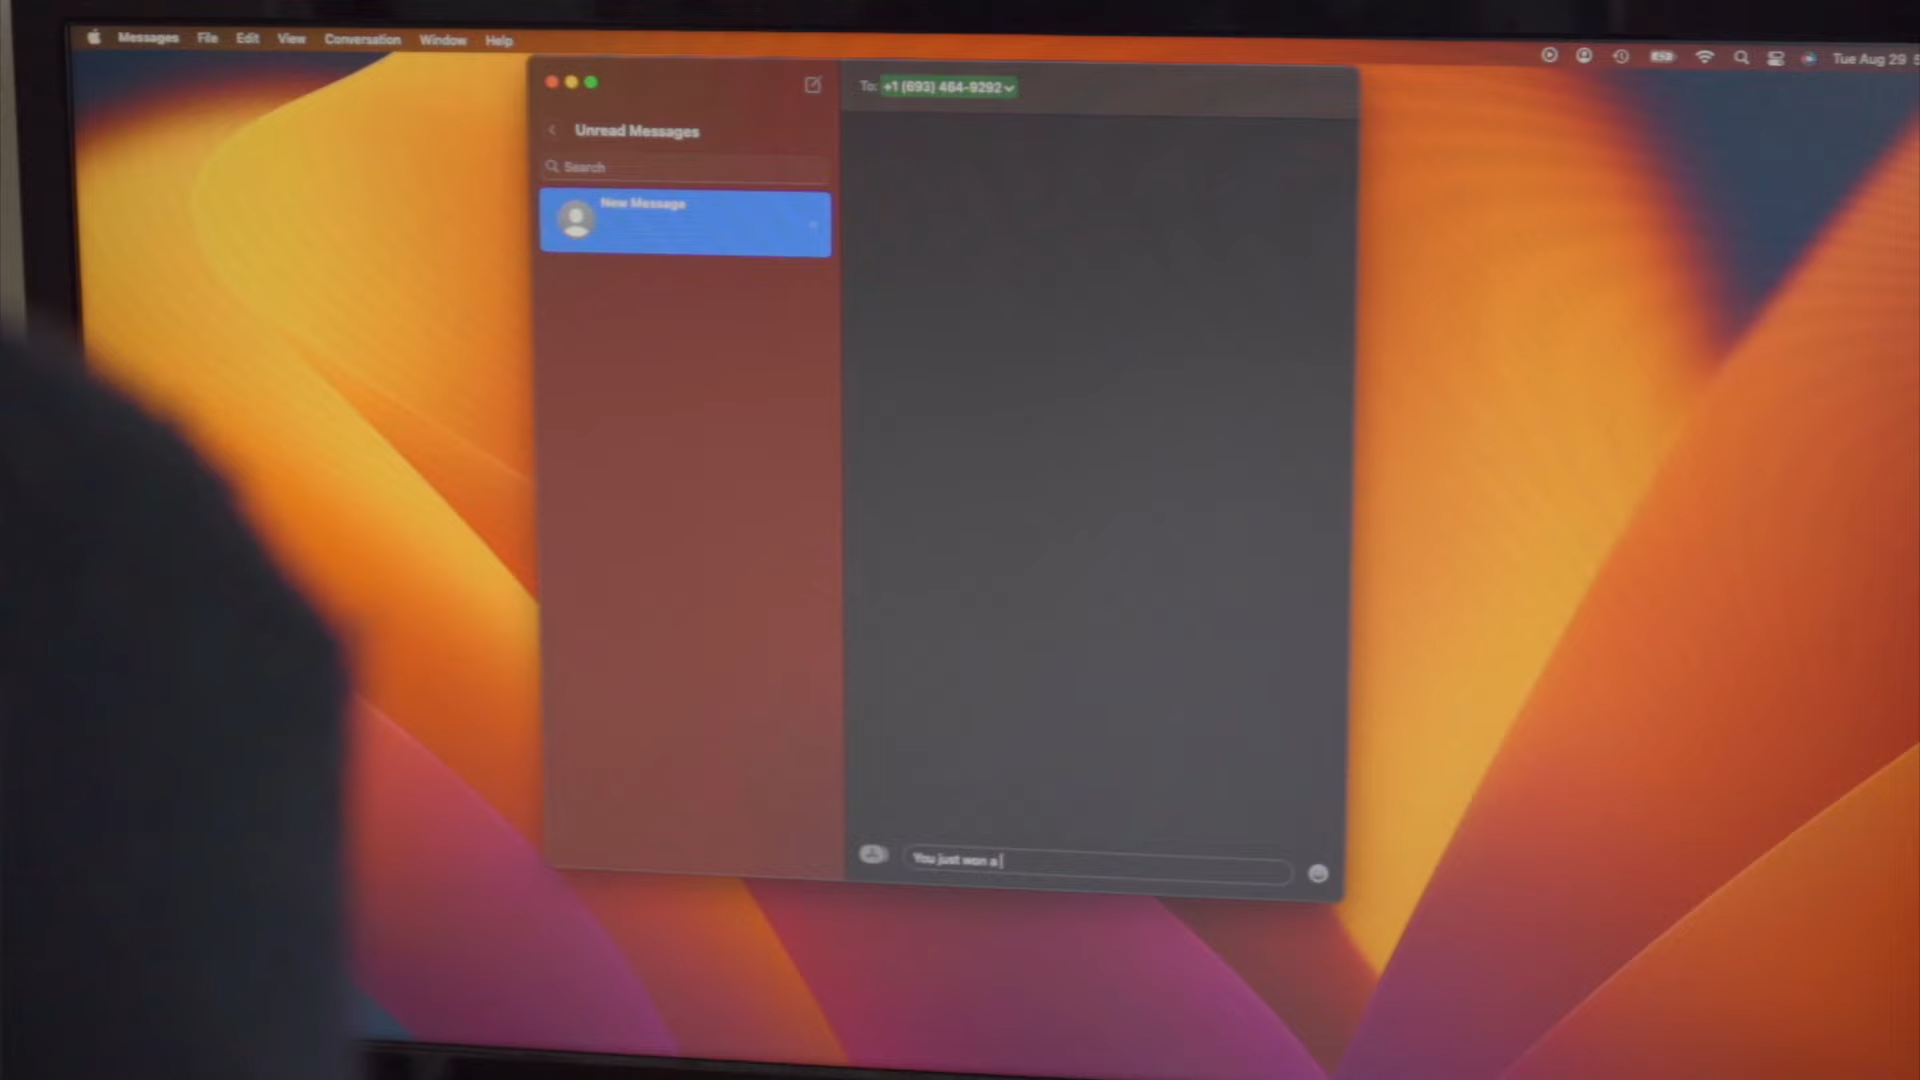 Messages File Edit View Conversation Window Help
Tue Aug 29
To: +1 (693) 464-9292
Unread Messages
Search
New Message
You just won a